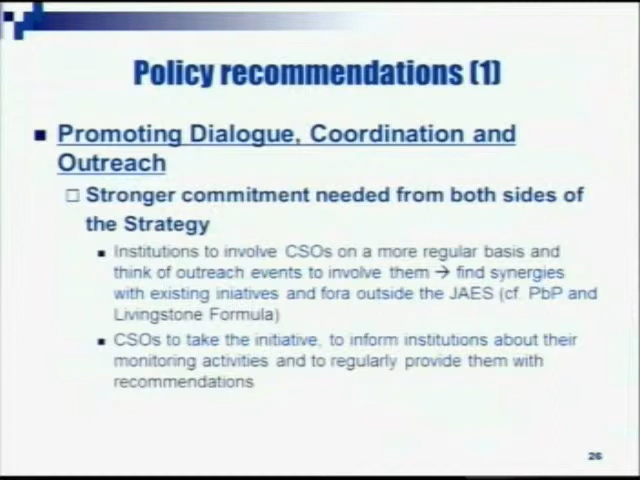 Policy recommendations (1)
Promoting Dialogue, Coordination and
Outreach
Stronger commitment needed from both sides of
the Strategy
Institutions to involve CSOs on a more regular basis and
think of outreach events to involve them → find synergies
with existing iniatives and fora outside the JAES (cf. PbP and
Livingstone Formula)
CSOs to take the initiative, to inform institutions about their
monitoring activities and to regularly provide them with
recommendations
26